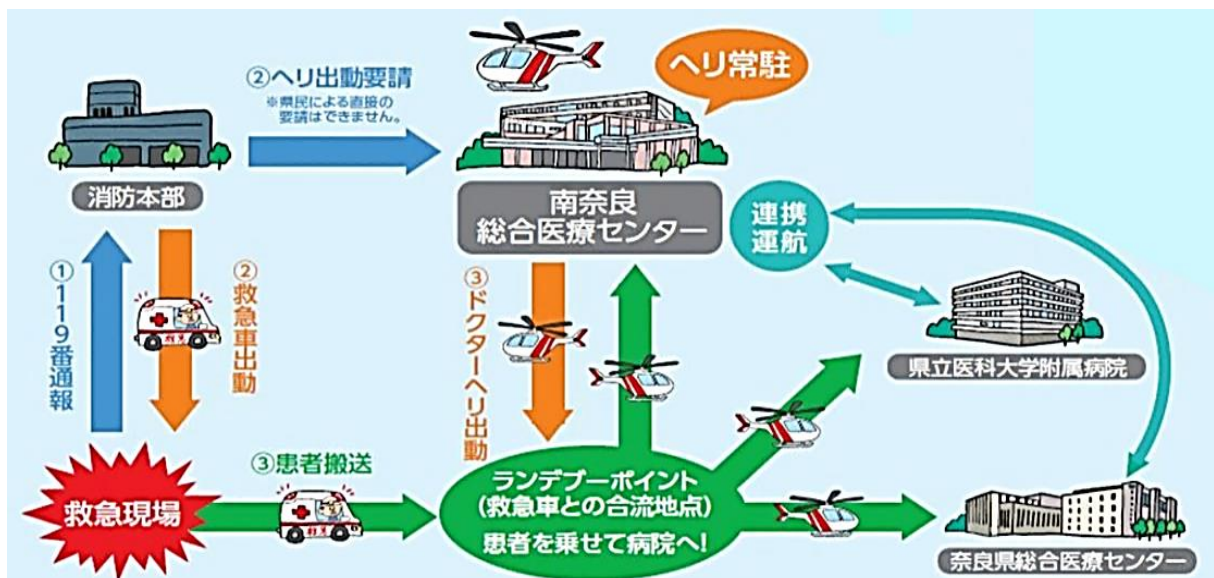 ②ヘリ出動要請
※県民による直接の
要請はできません。
ヘリ常駐
消防本部
南奈良
総合医療センター
連携
運航
①119番通報
②救急車出動
③ドクターヘリ出動
県立医科大学附属病院
救急現場
③患者搬送
ランデブーポイント
(救急車との合流地点)
患者を乗せて病院へ!
奈良県総合医療センター